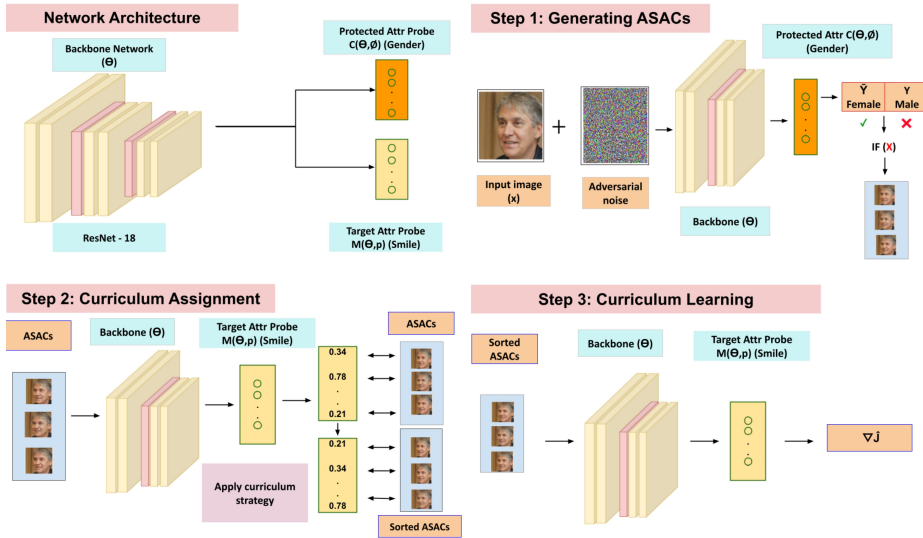 Network Architecture
Backbone Network
(Θ)
Protected Attr Probe
C(Θ,Ø) (Gender)
ResNet - 18
Target Attr Probe
M(Θ,p) (Smile)
Step 1: Generating ASACs
Protected Attr C(Θ,Ø)
(Gender)
Ỹ
Female
Y
Male
IF (X)
Input image
(x)
Adversarial
noise
Backbone (Θ)
Step 2: Curriculum Assignment
ASACs
Backbone (Θ)
Target Attr Probe
M(Θ,p) (Smile)
ASACs
0.34
0.78
.
.
0.21
0.21
0.34
.
.
0.78
Apply curriculum
strategy
Sorted ASACs
Step 3: Curriculum Learning
Sorted
ASACs
Backbone (Θ)
Target Attr Probe
M(Θ,p) (Smile)
∇Ĵ